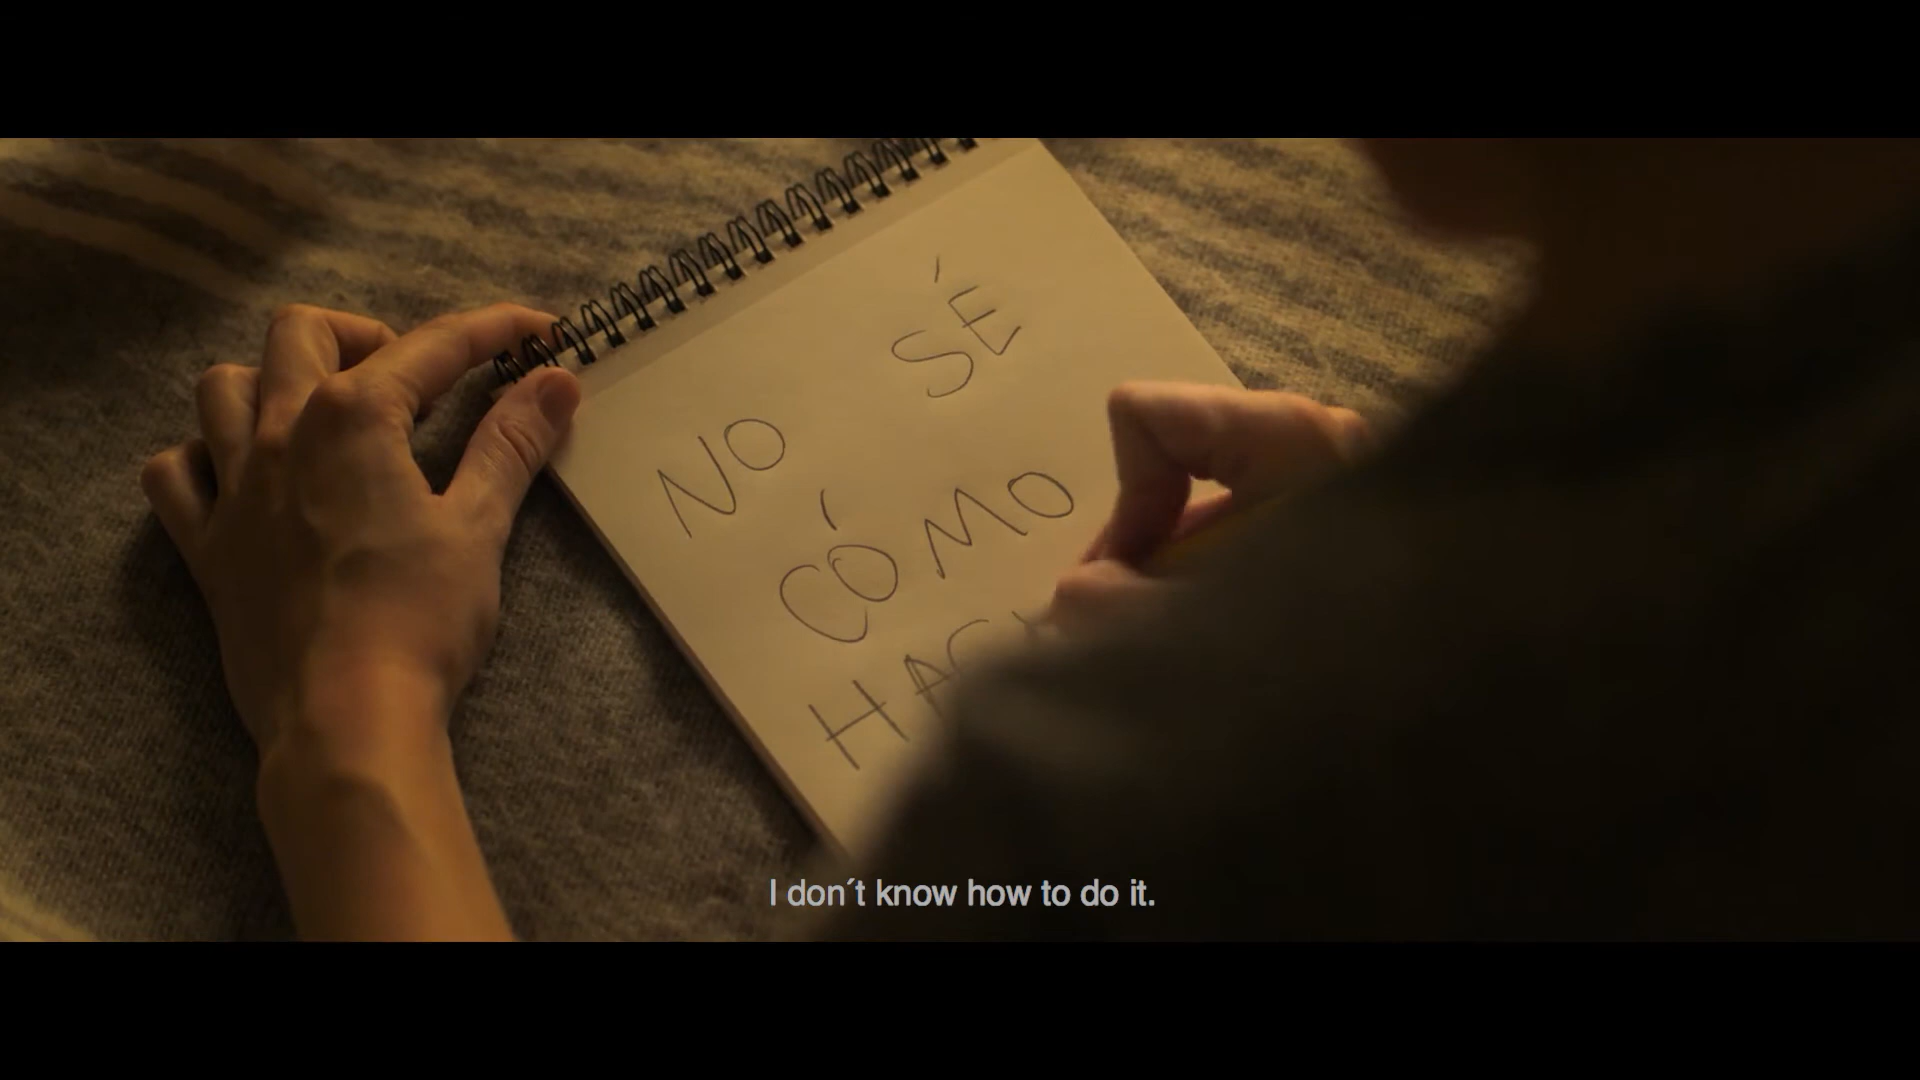 NO SÉ
CÓMO
I don´t know how to do it.